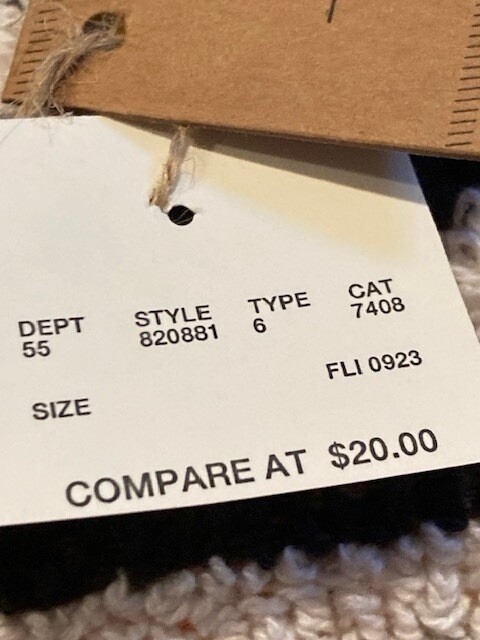 DEPT STYLE TYPE CAT
55 820881 6 7408
FLI 0923
SIZE
COMPARE AT $20.00